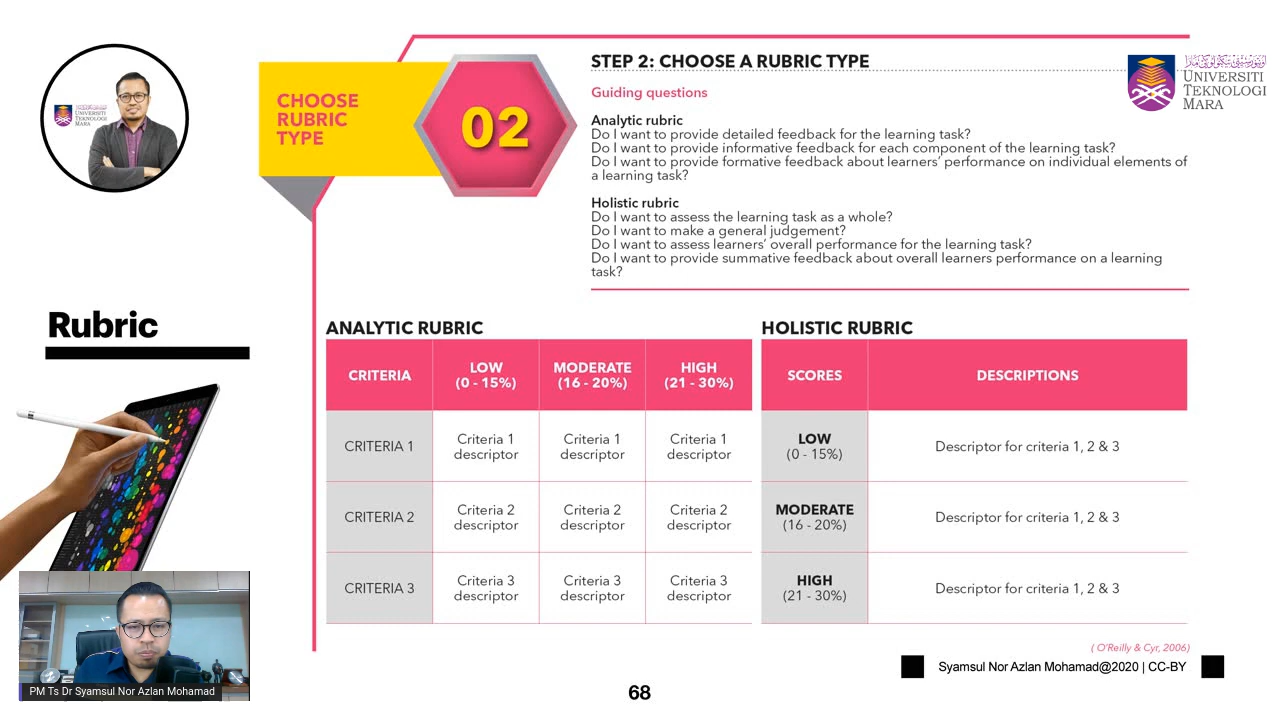 CHOOSE
RUBRIC
TYPE
02
STEP 2: CHOOSE A RUBRIC TYPE
Guiding questions
Analytic rubric
Do I want to provide detailed feedback for the learning task?
Do I want to provide informative feedback for each component of the learning task?
Do I want to provide formative feedback about learners' performance on individual elements of
a learning task?
Holistic rubric
Do I want to assess the learning task as a whole?
Do I want to make a general judgement?
Do I want to assess learners' overall performance for the learning task?
Do I want to provide summative feedback about overall learners performance on a learning
task?
UNIVERSITI
TEKNOLOGI
MARA
UNIVERSITI
TEKNOLOGI
MARA
Rubric
ANALYTIC RUBRIC
CRITERIA LOW (0 - 15%) MODERATE (16 - 20%) HIGH (21 - 30%)
CRITERIA 1 Criteria 1 descriptor Criteria 1 descriptor Criteria 1 descriptor
CRITERIA 2 Criteria 2 descriptor Criteria 2 descriptor Criteria 2 descriptor
CRITERIA 3 Criteria 3 descriptor Criteria 3 descriptor Criteria 3 descriptor
HOLISTIC RUBRIC
SCORES DESCRIPTIONS
LOW (0 - 15%) Descriptor for criteria 1, 2 & 3
MODERATE (16 - 20%) Descriptor for criteria 1, 2 & 3
HIGH (21 - 30%) Descriptor for criteria 1, 2 & 3
( O'Reilly & Cyr, 2006)
Syamsul Nor Azlan Mohamad@2020 | CC-BY
PM Ts Dr Syamsul Nor Azlan Mohamad
68